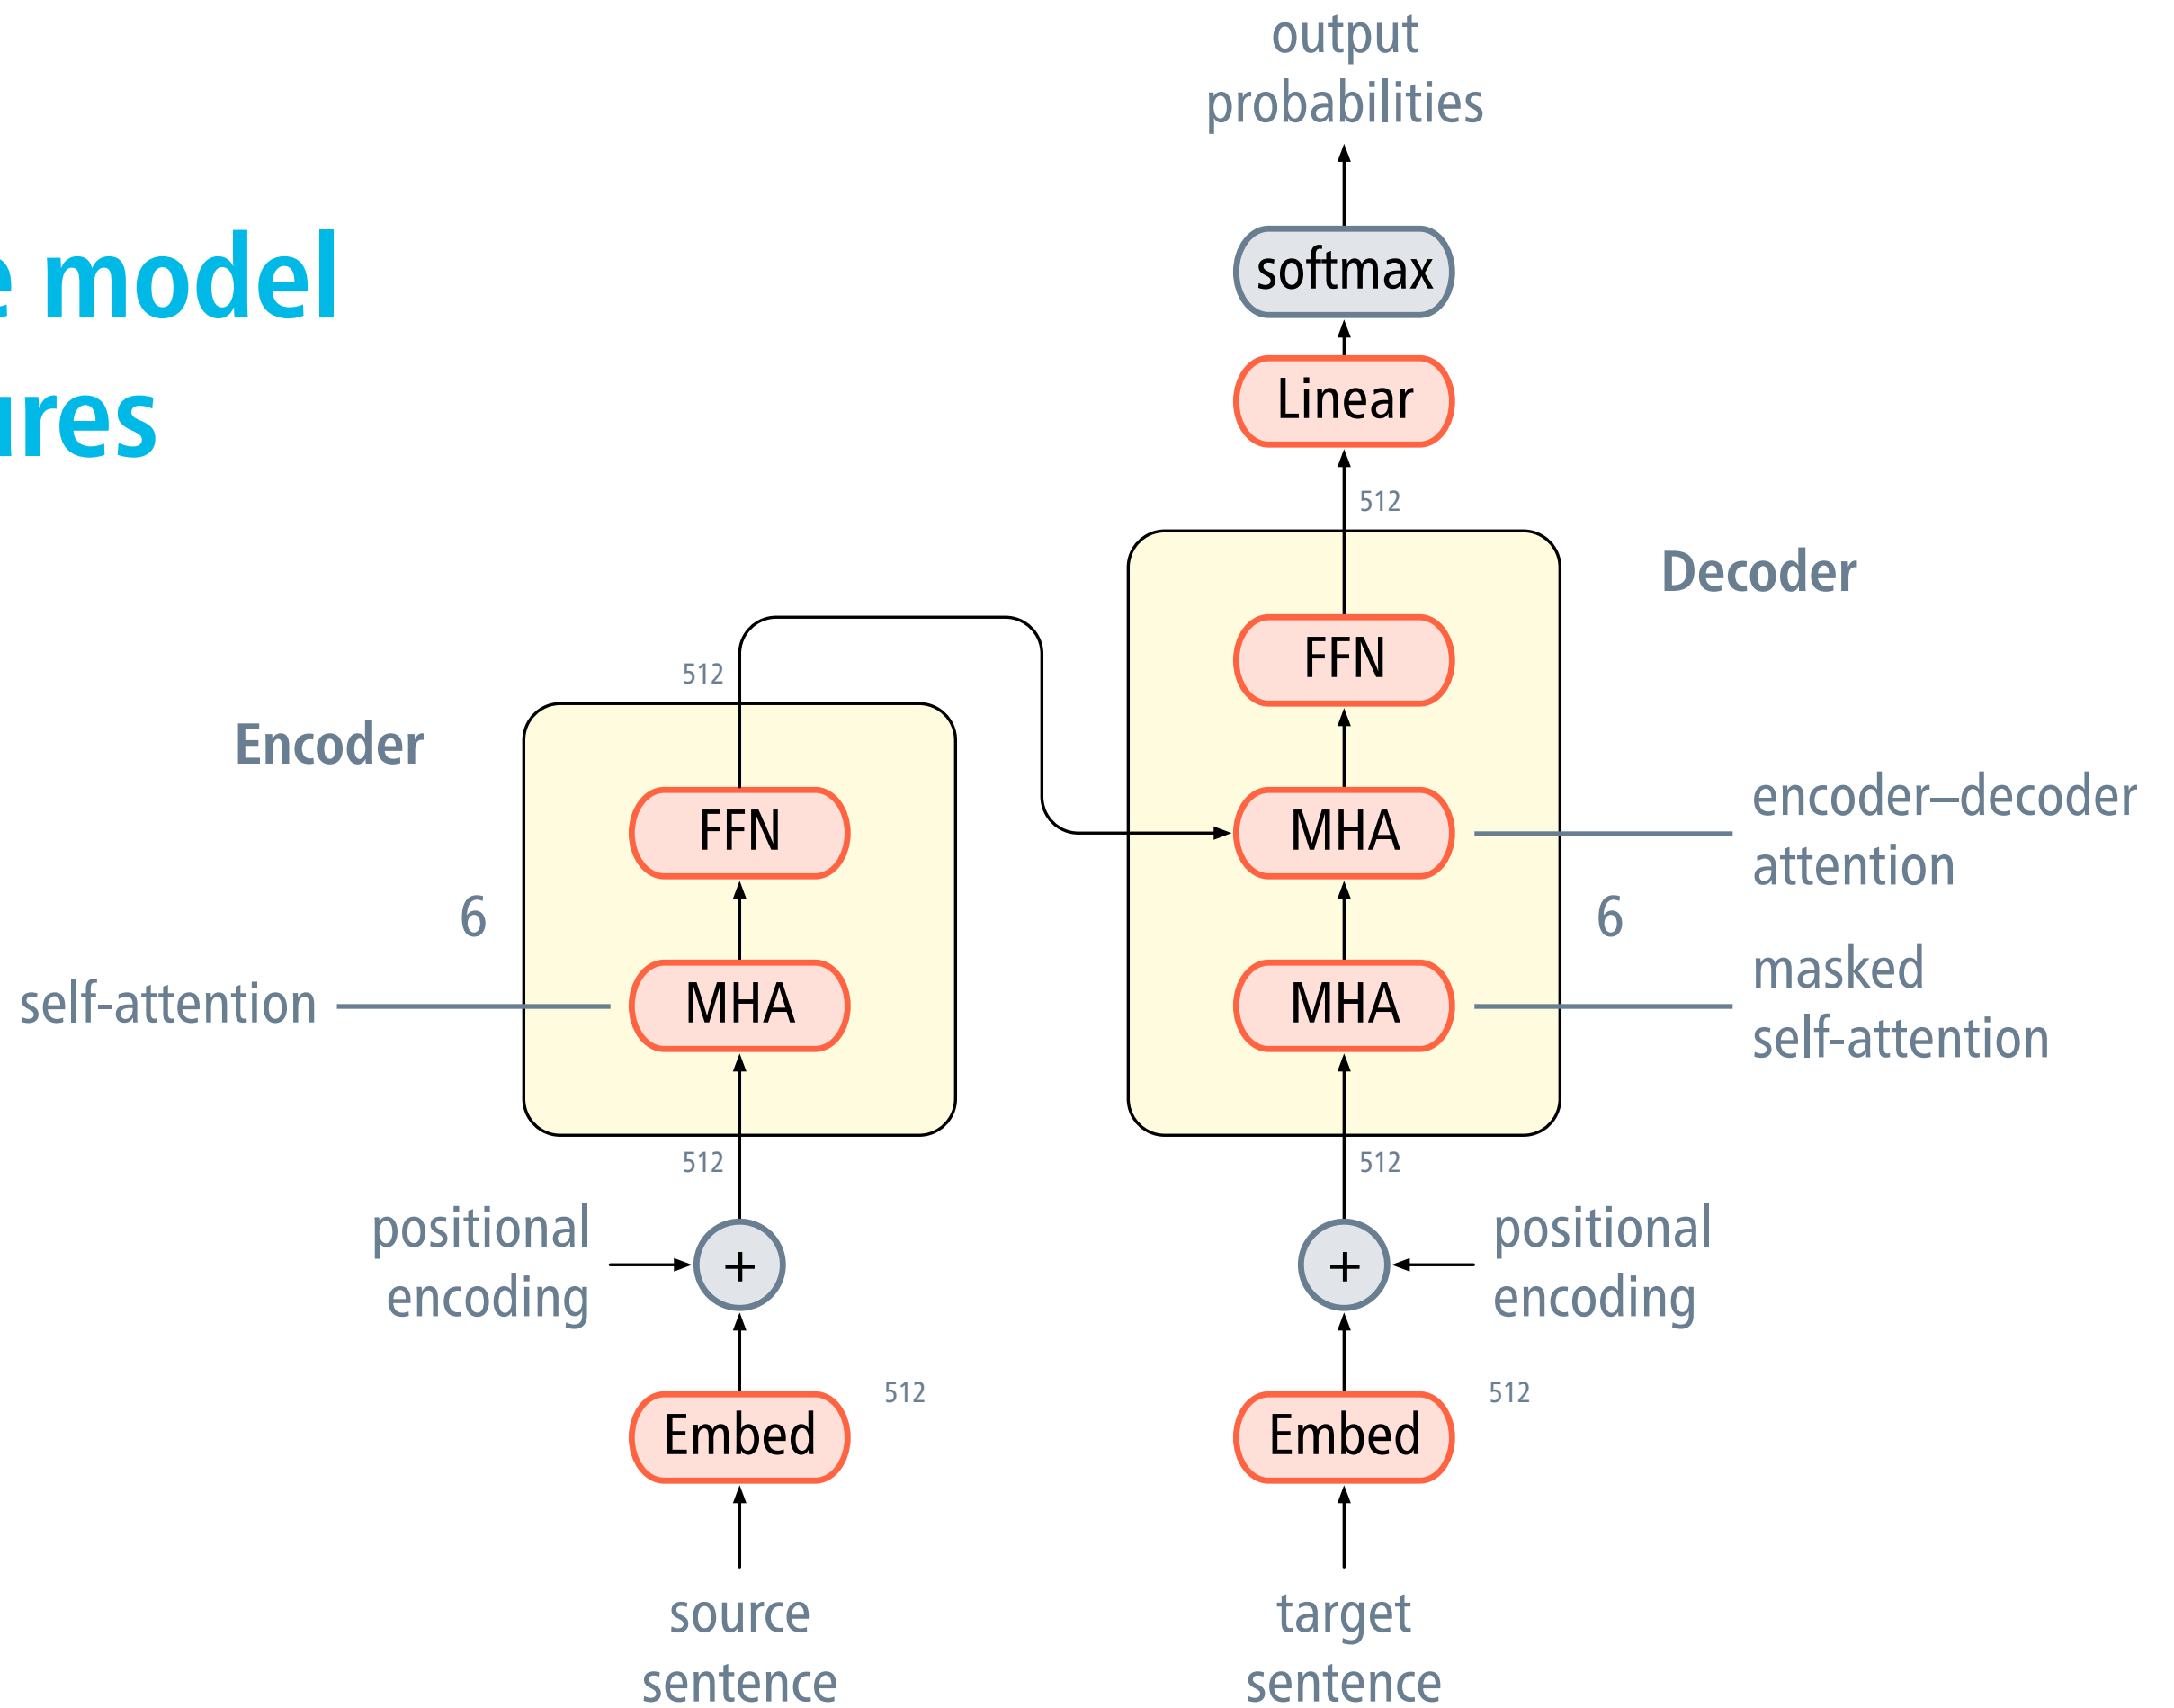 output
probabilities
model
softmax
Linear
512
Decoder
FFN
512
Encoder
FFN
MHA
encoder–decoder
attention
6
6
self-attention
MHA
MHA
masked
self-attention
512
512
positional
encoding
+
+
positional
encoding
512
512
Embed
Embed
source
sentence
target
sentence